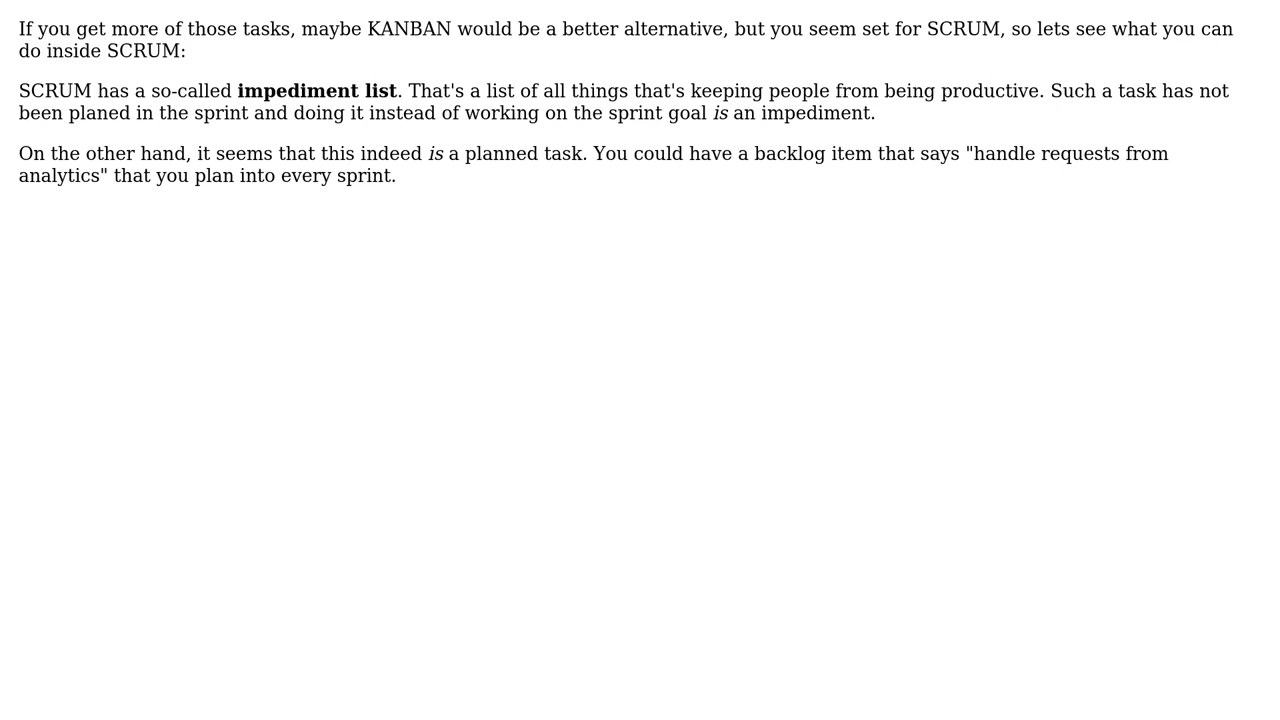 If you get more of those tasks, maybe KANBAN would be a better alternative, but you seem set for SCRUM, so lets see what you can
do inside SCRUM:
SCRUM has a so-called impediment list. That's a list of all things that's keeping people from being productive. Such a task has not
been planed in the sprint and doing it instead of working on the sprint goal is an impediment.
On the other hand, it seems that this indeed is a planned task. You could have a backlog item that says "handle requests from
analytics" that you plan into every sprint.